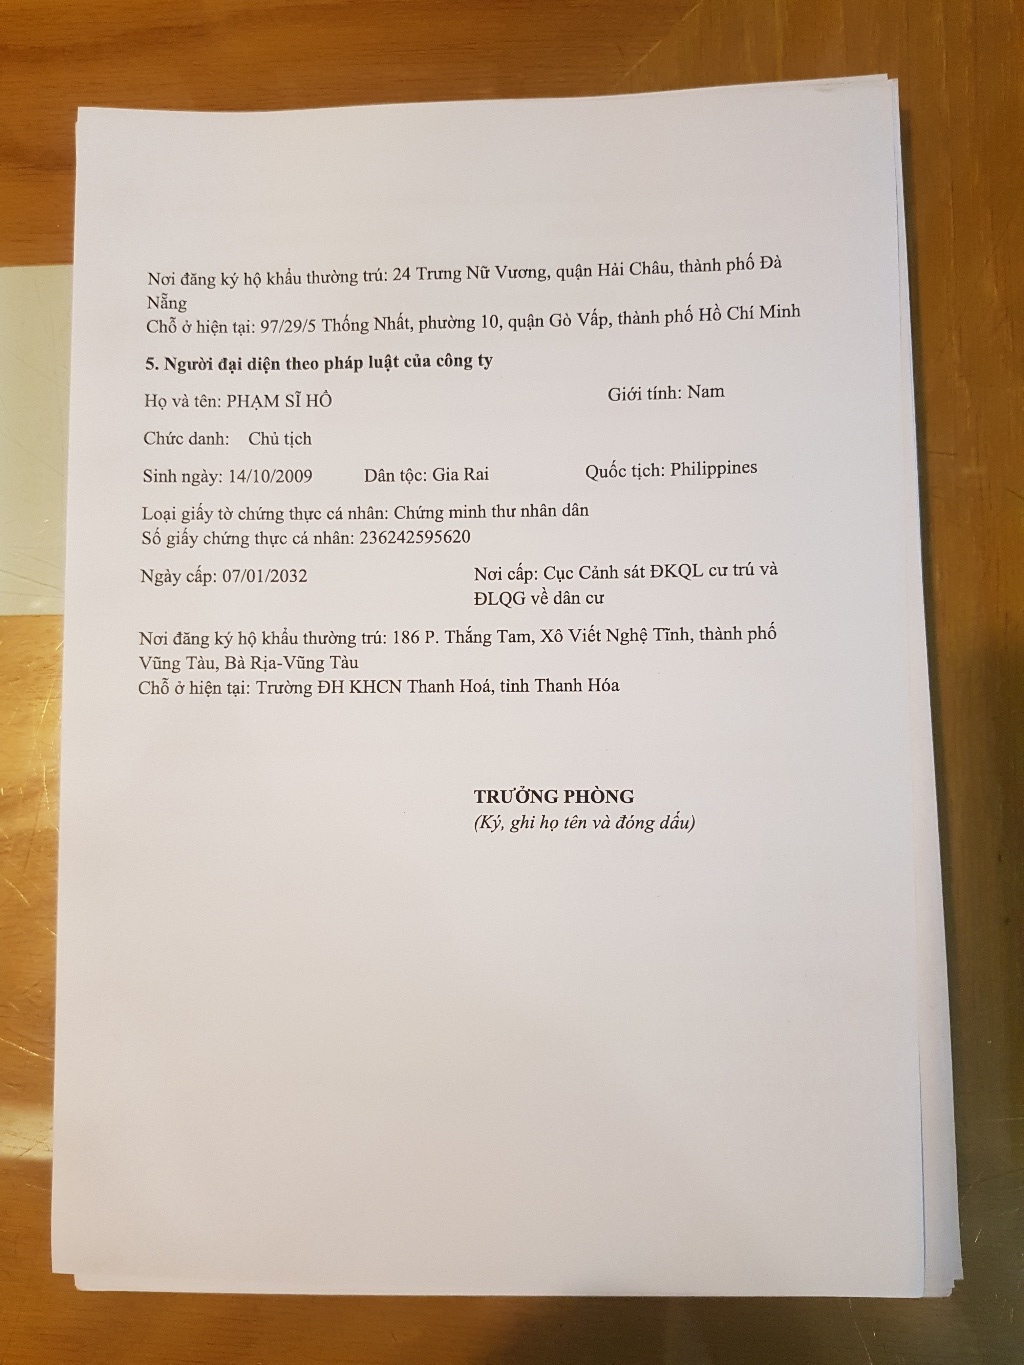 Nơi đăng ký hộ khẩu thường trú: 24 Trưng Nữ Vương, quận Hải Châu, thành phố Đà
Nẵng
Chỗ ở hiện tại: 97/29/5 Thống Nhất, phường 10, quận Gò Vấp, thành phố Hồ Chí Minh
5. Người đại diện theo pháp luật của công ty
Họ và tên: PHẠM SĨ HỒ Giới tính: Nam
Chức danh: Chủ tịch
Sinh ngày: 14/10/2009 Dân tộc: Gia Rai Quốc tịch: Philippines
Loại giấy tờ chứng thực cá nhân: Chứng minh thư nhân dân
Số giấy chứng thực cá nhân: 236242595620
Ngày cấp: 07/01/2032 Nơi cấp: Cục Cảnh sát ĐKQL cư trú và
ĐLQG về dân cư
Nơi đăng ký hộ khẩu thường trú: 186 P. Thắng Tam, Xô Viết Nghệ Tĩnh, thành phố
Vũng Tàu, Bà Rịa-Vũng Tàu
Chỗ ở hiện tại: Trường ĐH KHCN Thanh Hoá, tỉnh Thanh Hóa
TRƯỞNG PHÒNG
(Ký, ghi họ tên và đóng dấu)